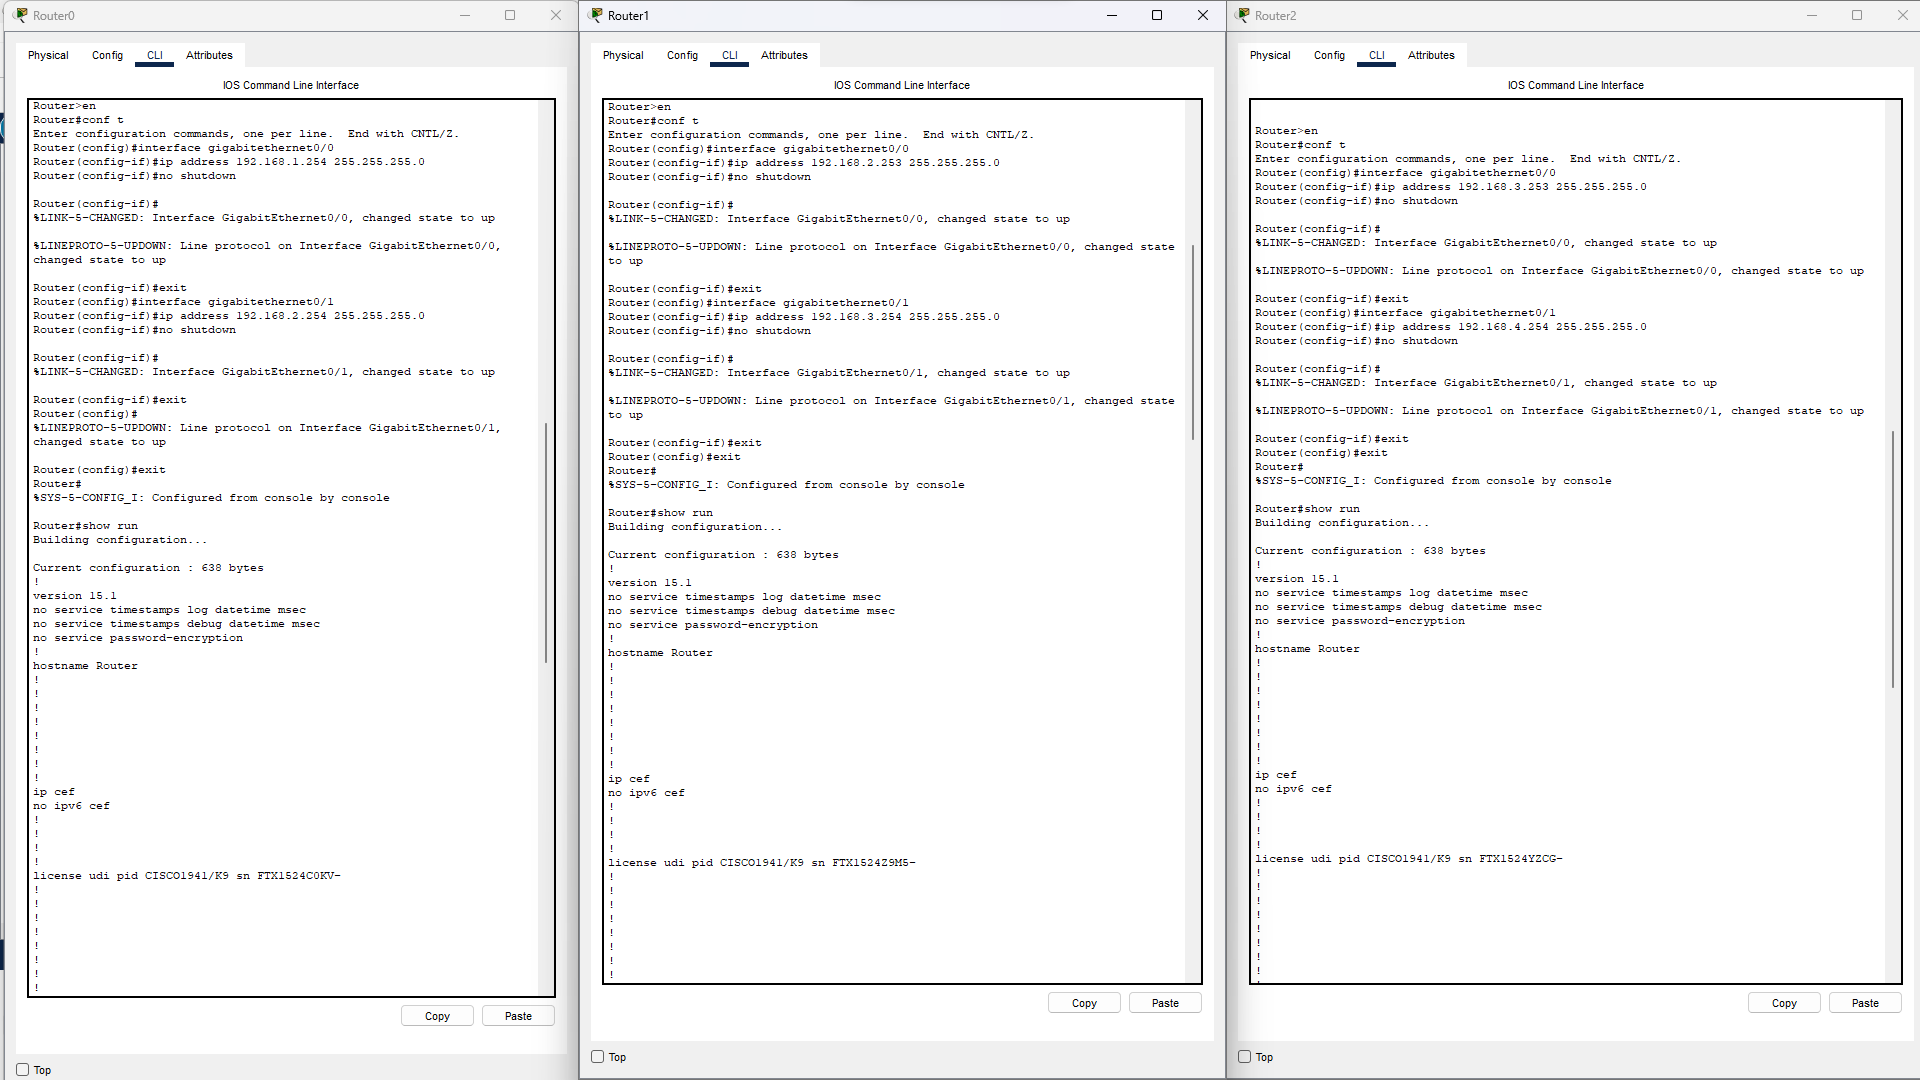 Router0
Physical Config CLI Attributes
IOS Command Line Interface
Router>en
Router#conf t
Enter configuration commands, one per line.  End with CNTL/Z.
Router(config)#interface gigabitethernet0/0
Router(config-if)#ip address 192.168.1.254 255.255.255.0
Router(config-if)#no shutdown
Router(config-if)#
%LINK-5-CHANGED: Interface GigabitEthernet0/0, changed state to up
%LINEPROTO-5-UPDOWN: Line protocol on Interface GigabitEthernet0/0,
changed state to up
Router(config-if)#exit
Router(config)#interface gigabitethernet0/1
Router(config-if)#ip address 192.168.2.254 255.255.255.0
Router(config-if)#no shutdown
Router(config-if)#
%LINK-5-CHANGED: Interface GigabitEthernet0/1, changed state to up
Router(config-if)#exit
Router(config)#
%LINEPROTO-5-UPDOWN: Line protocol on Interface GigabitEthernet0/1,
changed state to up
Router(config)#exit
Router#
%SYS-5-CONFIG_I: Configured from console by console
Router#show run
Building configuration...
Current configuration : 638 bytes
!
version 15.1
no service timestamps log datetime msec
no service timestamps debug datetime msec
no service password-encryption
!
hostname Router
!
!
!
!
!
!
!
!
ip cef
no ipv6 cef
!
!
!
!
license udi pid CISCO1941/K9 sn FTX1524C0KV-
!
!
!
!
!
!
!
!
Copy Paste
Top
Router1
Physical Config CLI Attributes
IOS Command Line Interface
Router>en
Router#conf t
Enter configuration commands, one per line.  End with CNTL/Z.
Router(config)#interface gigabitethernet0/0
Router(config-if)#ip address 192.168.2.253 255.255.255.0
Router(config-if)#no shutdown
Router(config-if)#
%LINK-5-CHANGED: Interface GigabitEthernet0/0, changed state to up
%LINEPROTO-5-UPDOWN: Line protocol on Interface GigabitEthernet0/0, changed state
to up
Router(config-if)#exit
Router(config)#interface gigabitethernet0/1
Router(config-if)#ip address 192.168.3.254 255.255.255.0
Router(config-if)#no shutdown
Router(config-if)#
%LINK-5-CHANGED: Interface GigabitEthernet0/1, changed state to up
%LINEPROTO-5-UPDOWN: Line protocol on Interface GigabitEthernet0/1, changed state
to up
Router(config-if)#exit
Router(config)#exit
Router#
%SYS-5-CONFIG_I: Configured from console by console
Router#show run
Building configuration...
Current configuration : 638 bytes
!
version 15.1
no service timestamps log datetime msec
no service timestamps debug datetime msec
no service password-encryption
!
hostname Router
!
!
!
!
!
!
!
!
ip cef
no ipv6 cef
!
!
!
!
license udi pid CISCO1941/K9 sn FTX1524Z9M5-
!
!
!
!
!
!
!
!
Copy Paste
Top
Router2
Physical Config CLI Attributes
IOS Command Line Interface
Router>en
Router#conf t
Enter configuration commands, one per line.  End with CNTL/Z.
Router(config)#interface gigabitethernet0/0
Router(config-if)#ip address 192.168.3.253 255.255.255.0
Router(config-if)#no shutdown
Router(config-if)#
%LINK-5-CHANGED: Interface GigabitEthernet0/0, changed state to up
%LINEPROTO-5-UPDOWN: Line protocol on Interface GigabitEthernet0/0, changed state to up
Router(config-if)#exit
Router(config)#interface gigabitethernet0/1
Router(config-if)#ip address 192.168.4.254 255.255.255.0
Router(config-if)#no shutdown
Router(config-if)#
%LINK-5-CHANGED: Interface GigabitEthernet0/1, changed state to up
%LINEPROTO-5-UPDOWN: Line protocol on Interface GigabitEthernet0/1, changed state to up
Router(config-if)#exit
Router(config)#exit
Router#
%SYS-5-CONFIG_I: Configured from console by console
Router#show run
Building configuration...
Current configuration : 638 bytes
!
version 15.1
no service timestamps log datetime msec
no service timestamps debug datetime msec
no service password-encryption
!
hostname Router
!
!
!
!
!
!
!
!
ip cef
no ipv6 cef
!
!
!
!
license udi pid CISCO1941/K9 sn FTX1524YZCG-
!
!
!
!
!
!
!
!
!
Copy Paste
Top